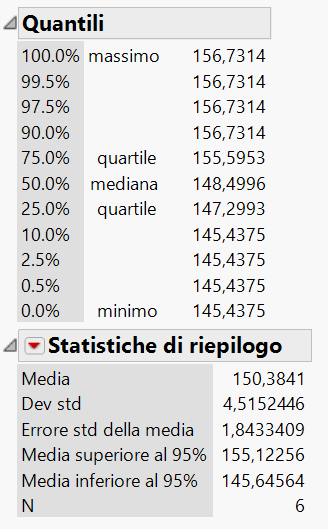 Quantili
100.0% massimo 156,7314
99.5% 156,7314
97.5% 156,7314
90.0% 156,7314
75.0% quartile 155,5953
50.0% mediana 148,4996
25.0% quartile 147,2993
10.0% 145,4375
2.5% 145,4375
0.5% 145,4375
0.0% minimo 145,4375
Statistiche di riepilogo
Media 150,3841
Dev std 4,5152446
Errore std della media 1,8433409
Media superiore al 95% 155,12256
Media inferiore al 95% 145,64564
N 6